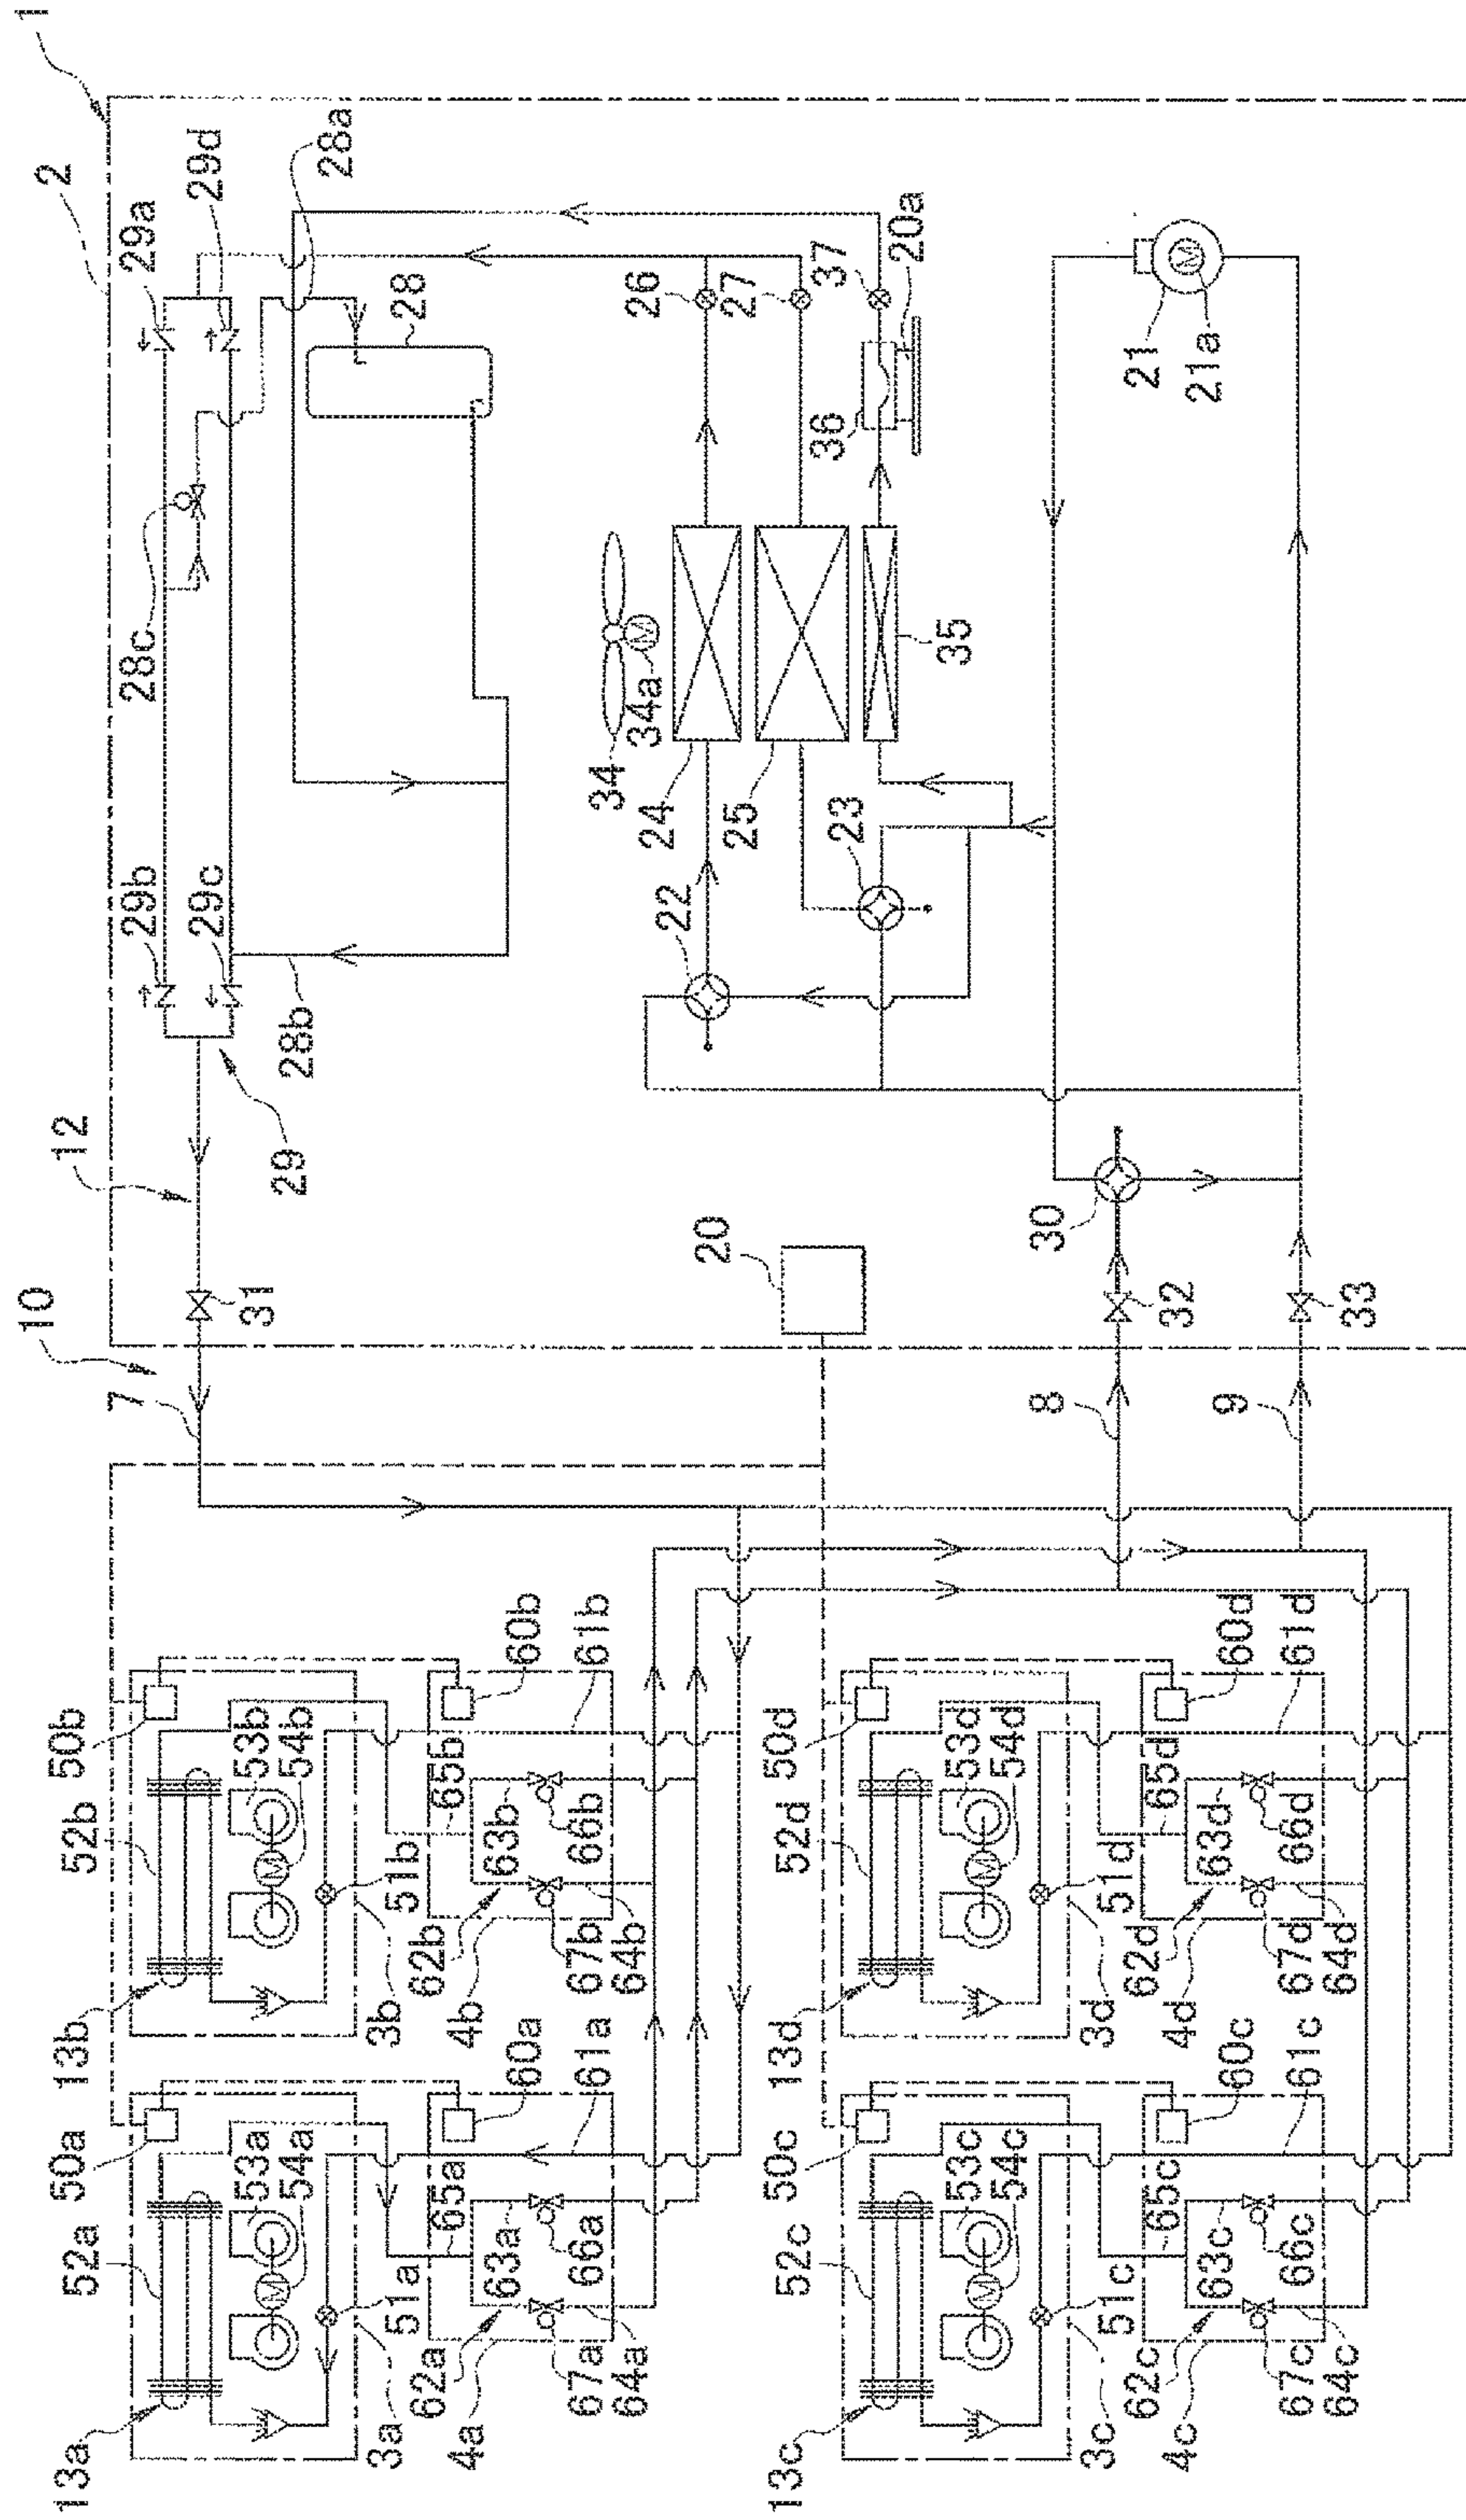 10 1
2
13a 52a 50a 13b 52b 50b 12
7 28c 29b 29a
29c 29d
53a 53b 31
54a 54b 29 28b 28a
3a 51a 3b 51b 28
62a 65a 62b 65b
4a 4b
63a 60a 63b 60b
67a 66a 61a 67b 66b 61b 34
64a 64b 34a 26
24 22
20 25 27
13c 52c 50c 13d 52d 50d
23 36 37
20a
53c 53d 35
54c 54d 8 30
3c 51c 3d 51d
62c 65c 62d 65d 21
4c 4d 32 21a
63c 60c 63d 60d 9
67c 66c 61c 67d 66d 61d
64c 64d 33
M M M M M M